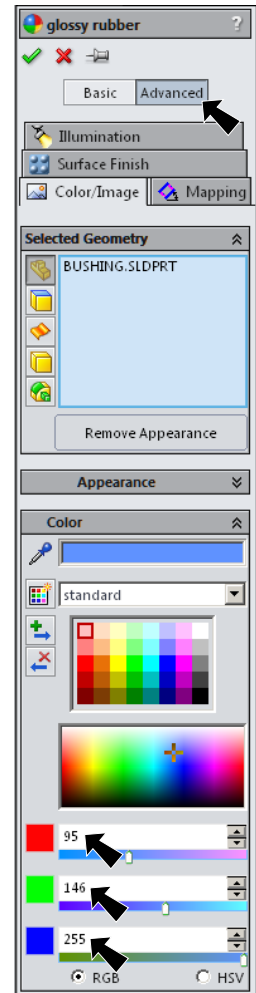 glossy rubber ?
Basic Advanced
Illumination
Surface Finish
Color/Image Mapping
Selected Geometry
BUSHING.SLDPRT
Remove Appearance
Appearance
Color
standard
95
146
255
RGB HSV